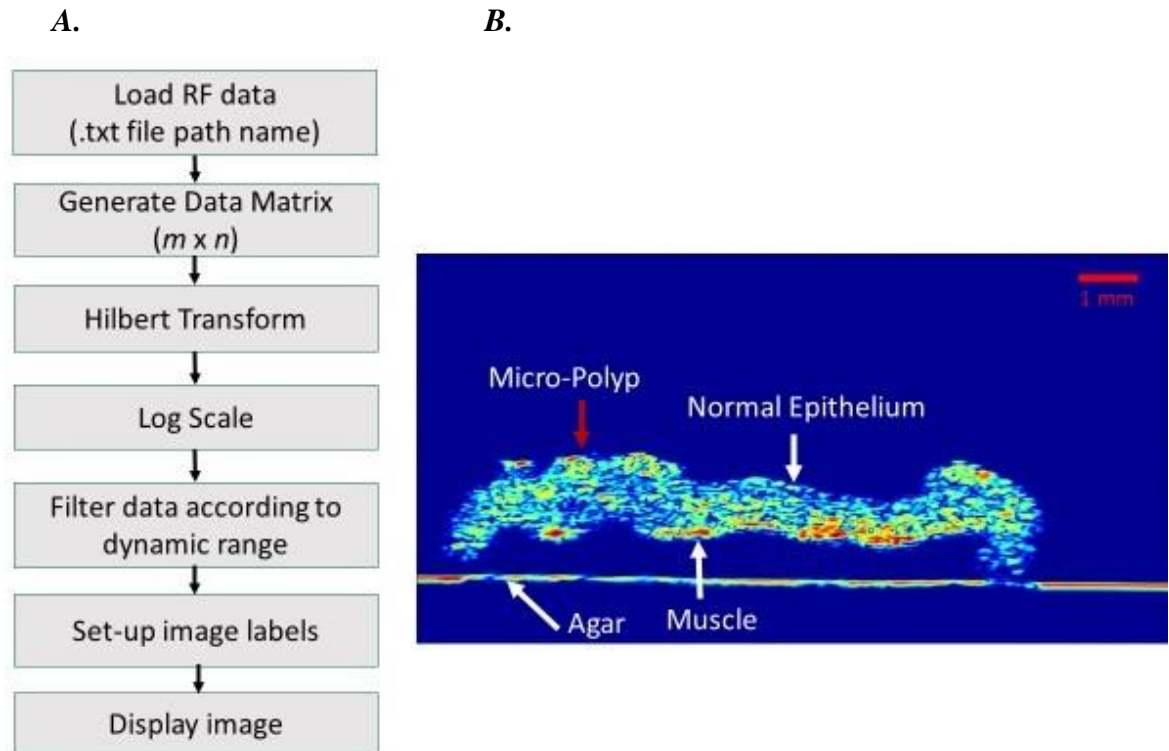 A.
B.
Load RF data
(.txt file path name)
Generate Data Matrix
(m x n)
Hilbert Transform
Log Scale
Filter data according to
dynamic range
Set-up image labels
Display image
1 mm
Micro-Polyp
Normal Epithelium
Agar
Muscle